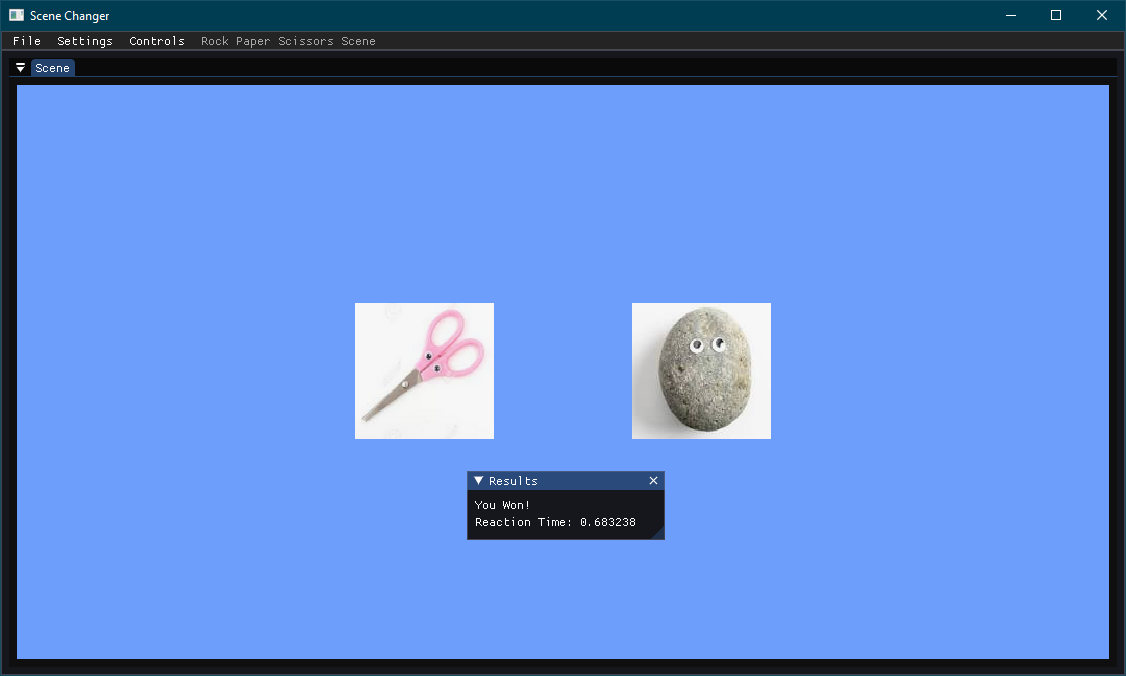 Scene Changer
File Settings Controls Rock Paper Scissors Scene
Scene
Results
You Won!
Reaction Time: 0.683238